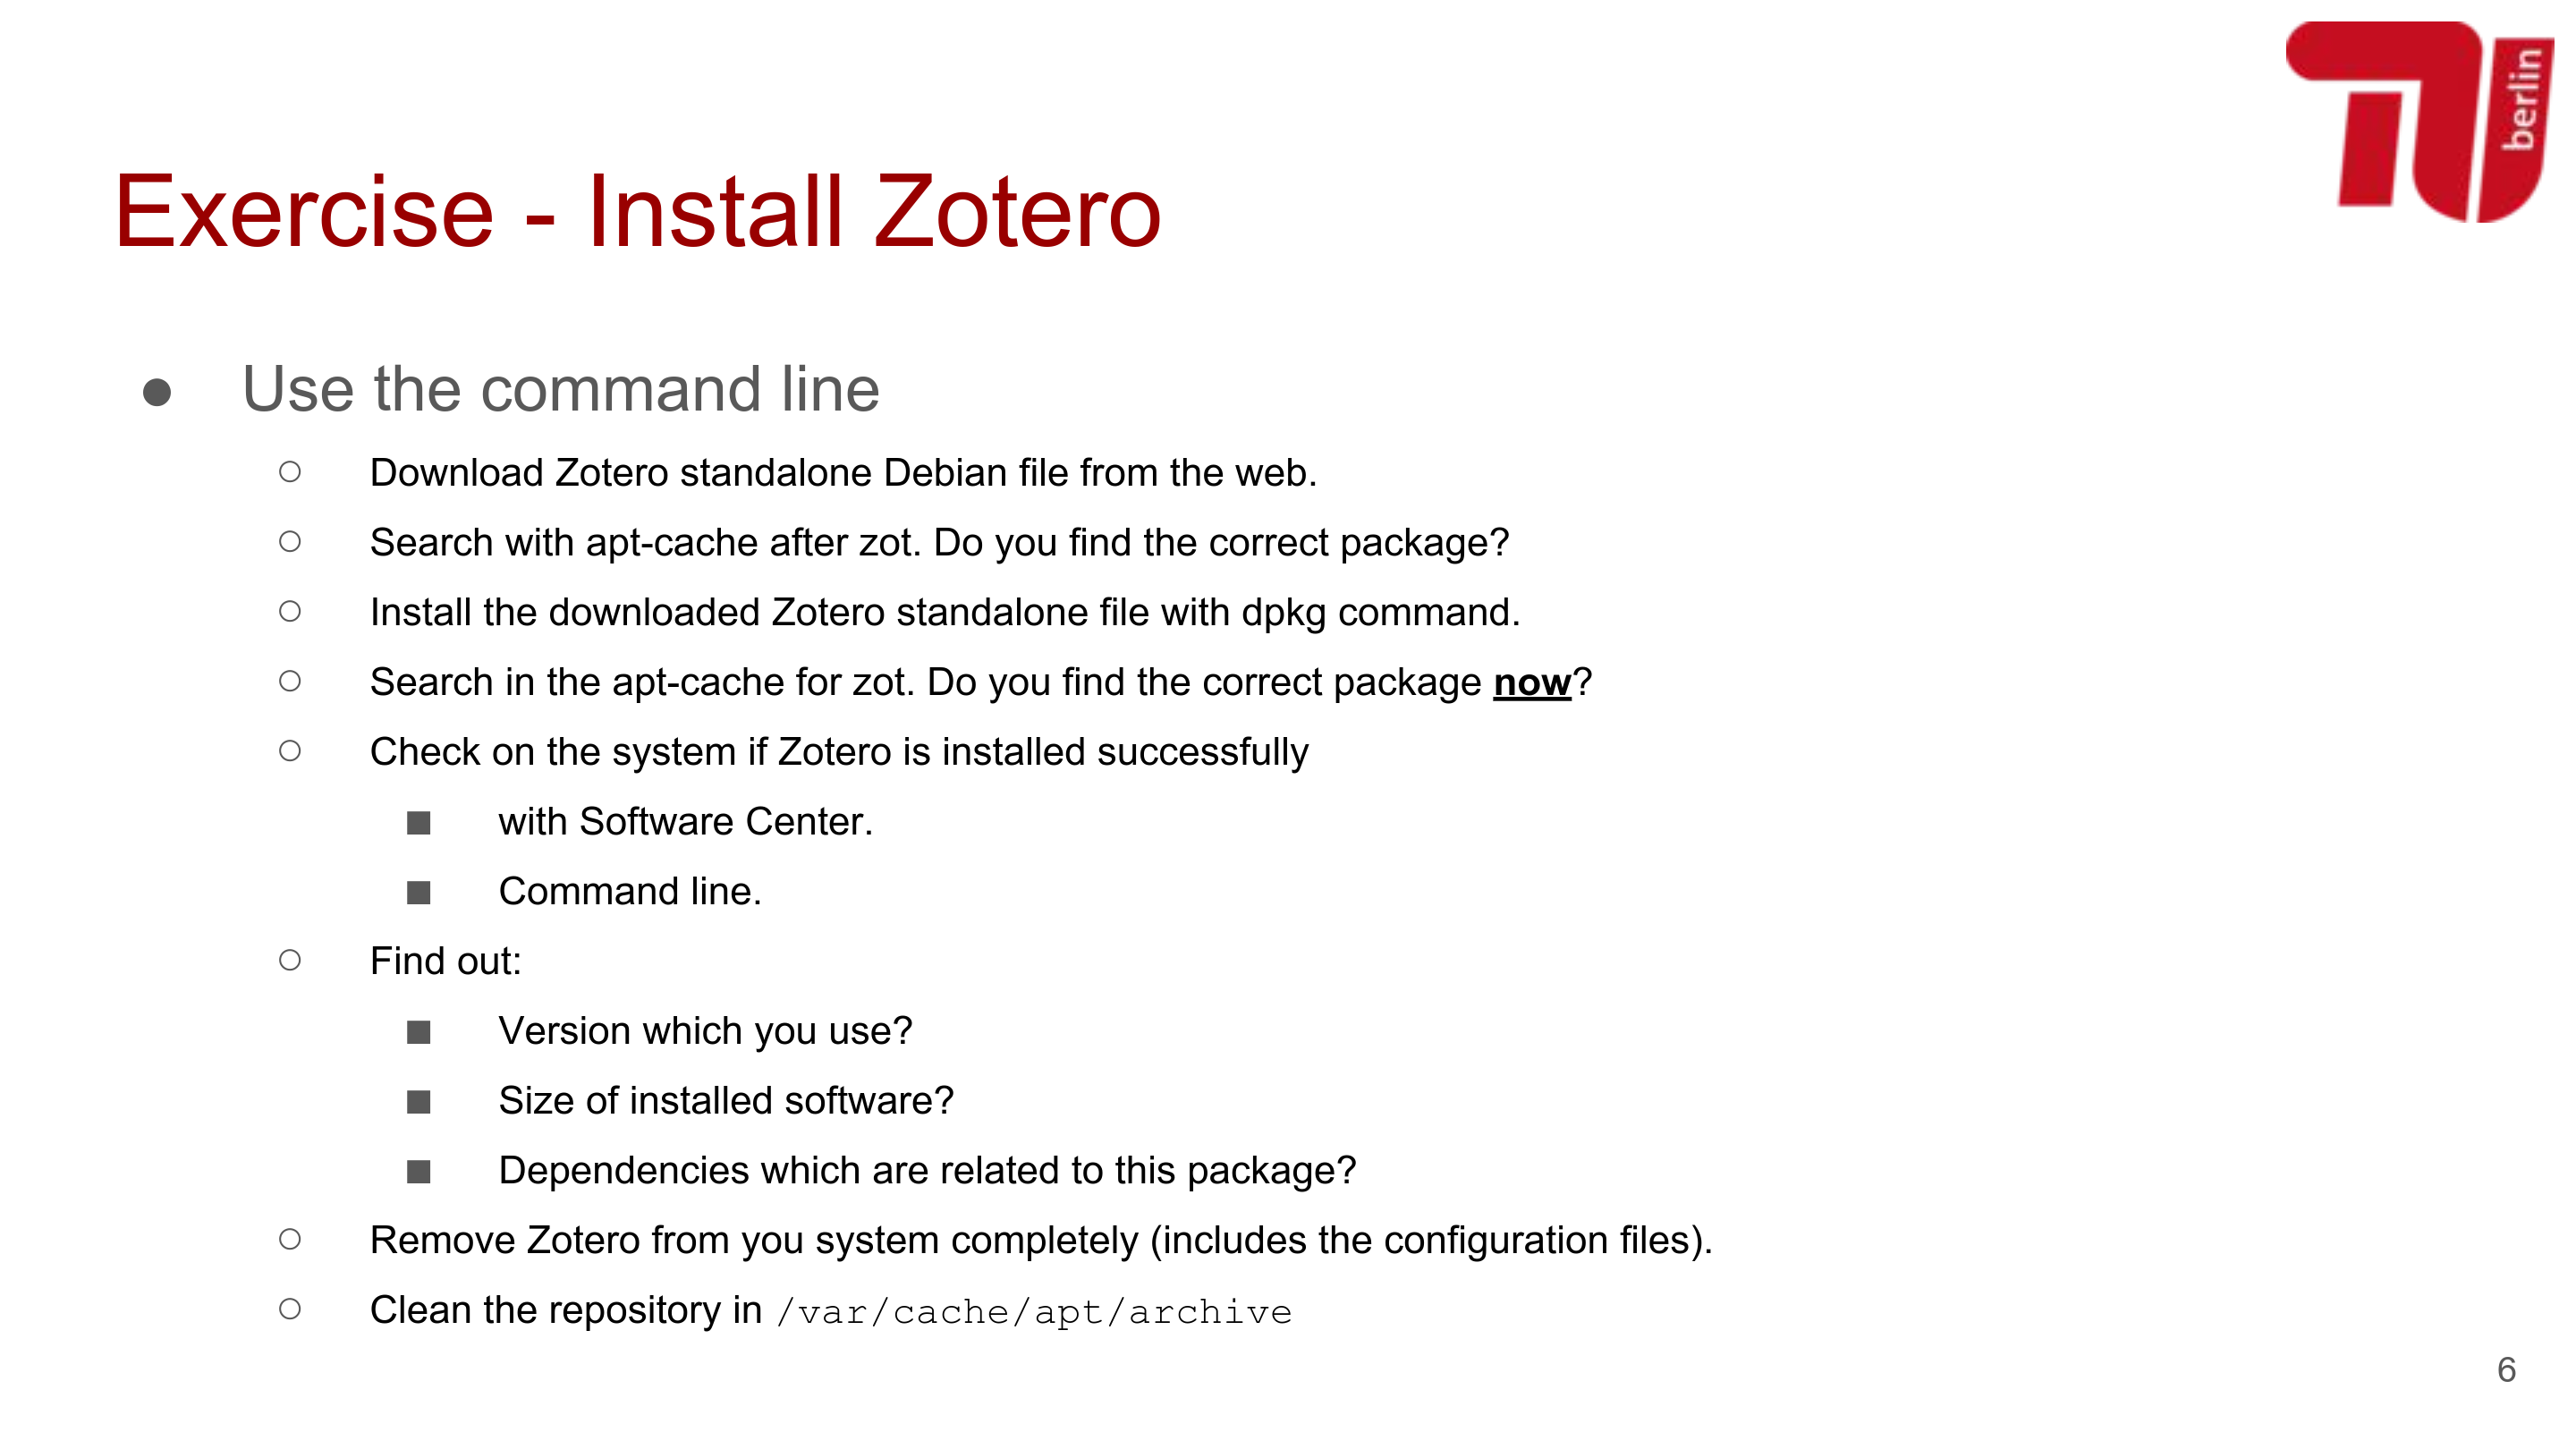 berlin
Exercise - Install Zotero
● Use the command line
○ Download Zotero standalone Debian file from the web.
○ Search with apt-cache after zot. Do you find the correct package?
○ Install the downloaded Zotero standalone file with dpkg command.
○ Search in the apt-cache for zot. Do you find the correct package now?
○ Check on the system if Zotero is installed successfully
■ with Software Center.
■ Command line.
○ Find out:
■ Version which you use?
■ Size of installed software?
■ Dependencies which are related to this package?
○ Remove Zotero from you system completely (includes the configuration files).
○ Clean the repository in /var/cache/apt/archive
6